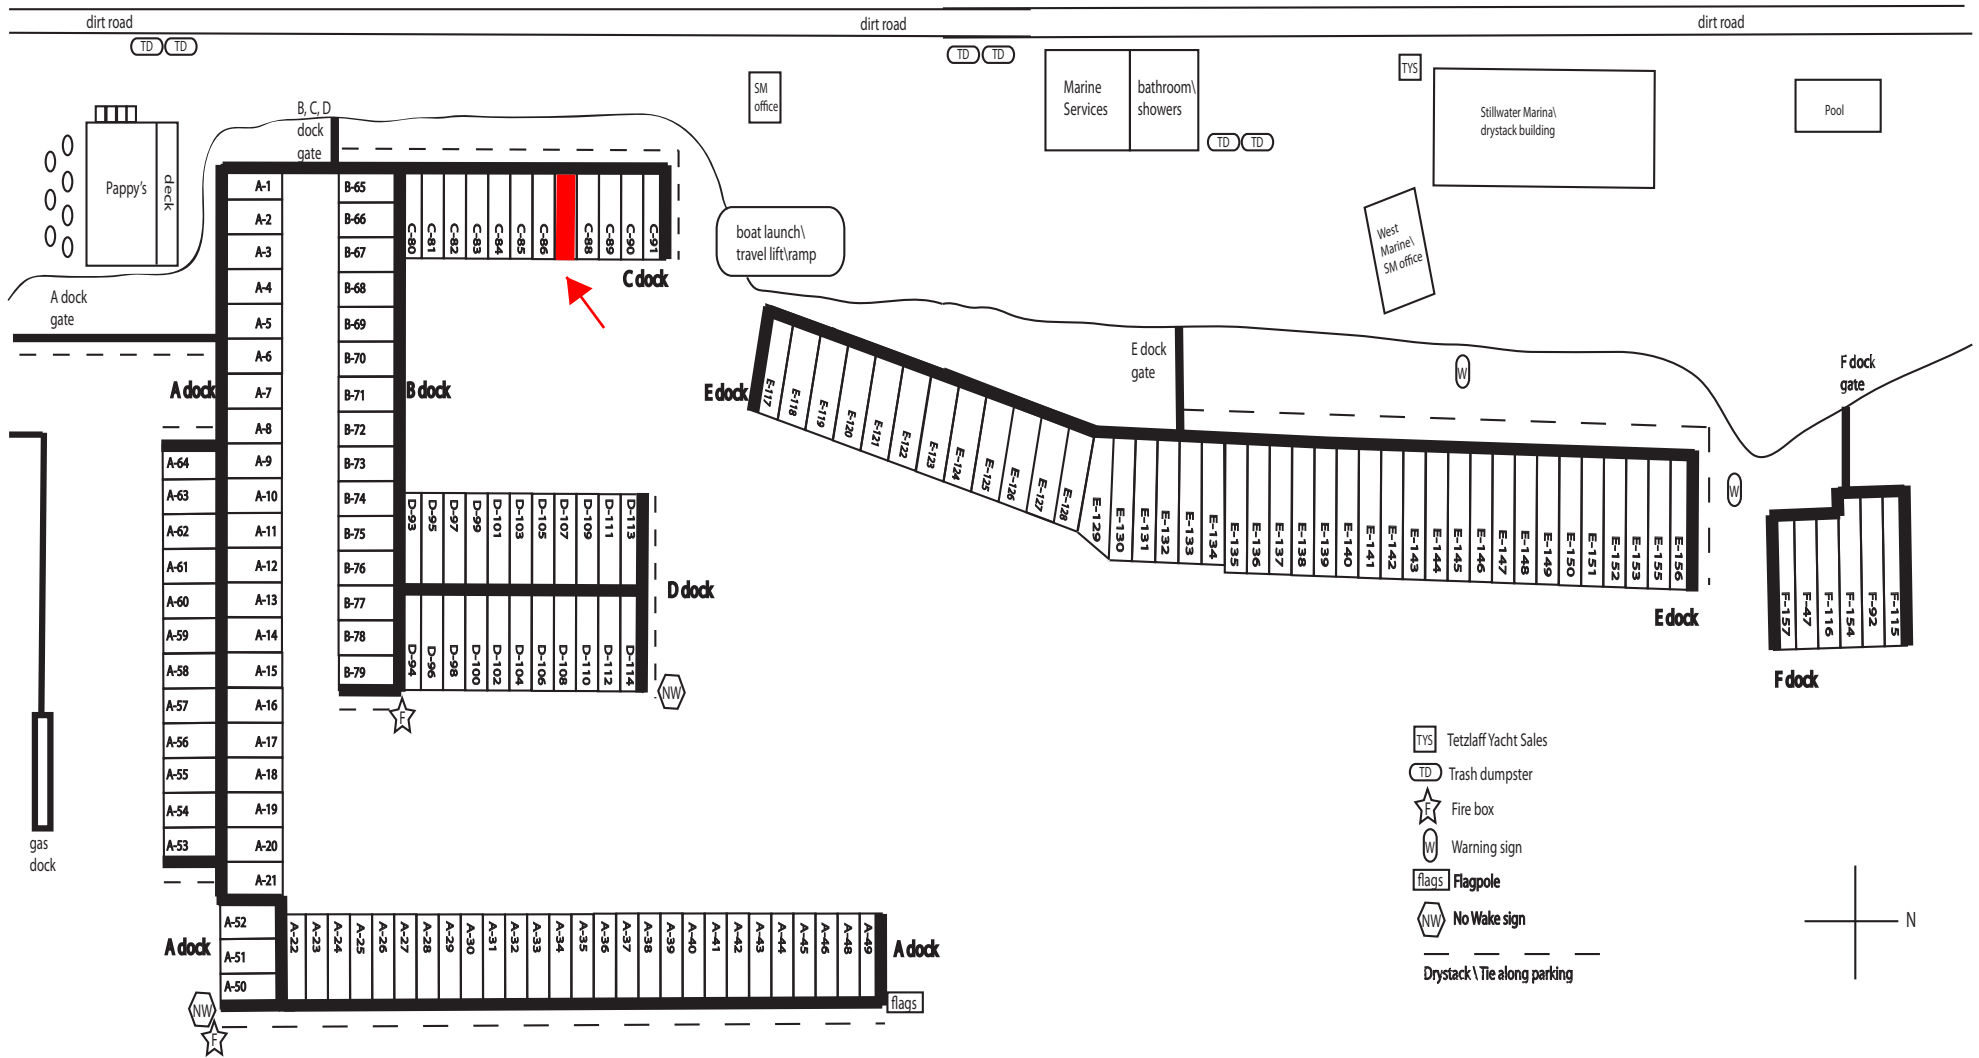 dirt road
dirt road
dirt road
TD
TD
TD
TD
TYS
SM
office
Marine
Services
bathroom\
showers
TD
TD
Stillwater Marina\
drystack building
Pool
B, C, D
dock
gate
Pappy's
deck
West
Marine\
SM office
boat launch\
travel lift\ramp
A-1
A-2
A-3
A-4
A-5
A-6
A-7
A-8
A-9
A-10
A-11
A-12
A-13
A-14
A-15
A-16
A-17
A-18
A-19
A-20
A-21
B-65
B-66
B-67
B-68
B-69
B-70
B-71
B-72
B-73
B-74
B-75
B-76
B-77
B-78
B-79
C-80
C-81
C-82
C-83
C-84
C-85
C-86
C-88
C-89
C-90
C-91
C dock
A dock
gate
A dock
B dock
E dock
E dock
gate
W
F dock
gate
W
A-64
A-63
A-62
A-61
A-60
A-59
A-58
A-57
A-56
A-55
A-54
A-53
D-93
D-95
D-97
D-99
D-101
D-103
D-105
D-107
D-109
D-111
D-113
D dock
D-94
D-96
D-98
D-100
D-102
D-104
D-106
D-108
D-110
D-112
D-114
NW
F
E-117
E-118
E-119
E-120
E-121
E-122
E-123
E-124
E-125
E-126
E-127
E-128
E-129
E-130
E-131
E-132
E-133
E-134
E-135
E-136
E-137
E-138
E-139
E-140
E-141
E-142
E-143
E-144
E-145
E-146
E-147
E-148
E-149
E-150
E-151
E-152
E-153
E-155
E-156
E dock
F-157
F-47
F-116
F-154
F-92
F-115
F dock
gas
dock
A-52
A-51
A-50
A dock
A-22
A-23
A-24
A-25
A-26
A-27
A-28
A-29
A-30
A-31
A-32
A-33
A-34
A-35
A-36
A-37
A-38
A-39
A-40
A-41
A-42
A-43
A-44
A-45
A-46
A-48
A-49
A dock
flags
NW
F
TYS Tetzlaff Yacht Sales
TD Trash dumpster
F Fire box
W Warning sign
flags Flagpole
NW No Wake sign
Drystack \ Tie along parking
N